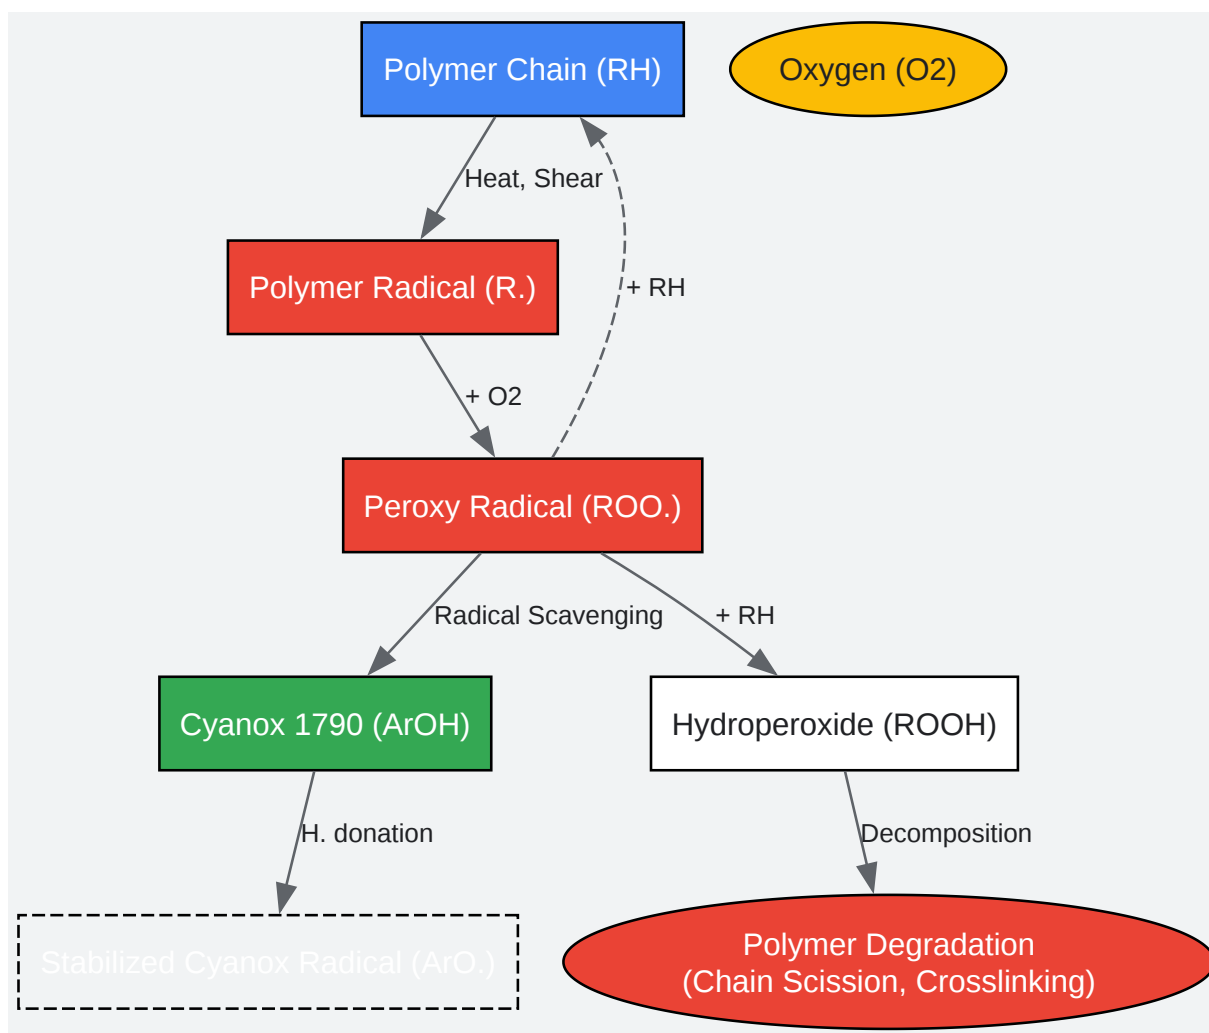 Polymer Chain (RH)
Oxygen (O2)
Heat, Shear
Polymer Radical (R.)
+ RH
+ O2
Peroxy Radical (ROO.)
Radical Scavenging
+ RH
Cyanox 1790 (ArOH)
Hydroperoxide (ROOH)
H. donation
Decomposition
Stabilized Cyanox Radical (ArO.)
Polymer Degradation
(Chain Scission, Crosslinking)